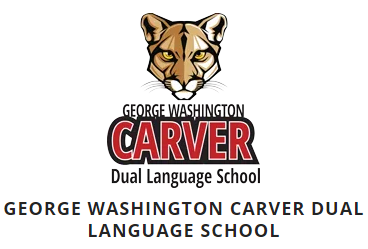 GEORGE WASHINGTON
CARVER
Dual Language School
GEORGE WASHINGTON CARVER DUAL
LANGUAGE SCHOOL